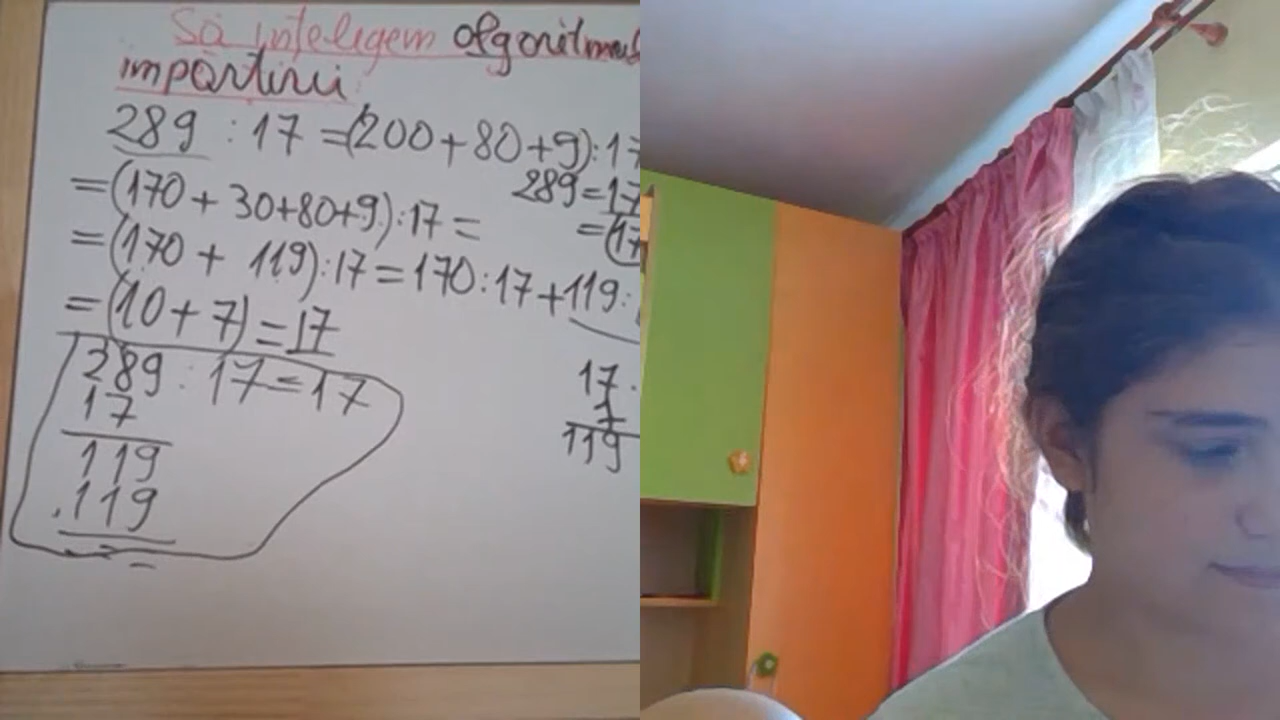 Să înțelegem algoritmul
împărțirii
289 : 17 = (200 + 80 + 9) : 17
= (170 + 30 + 80 + 9) : 17 =
289 = 17
= (170 + 119) : 17 = 170 : 17 + 119 :
= (17
= (10 + 7) = 17
289 : 17 = 17
17
119
.119
= =
17 .
119